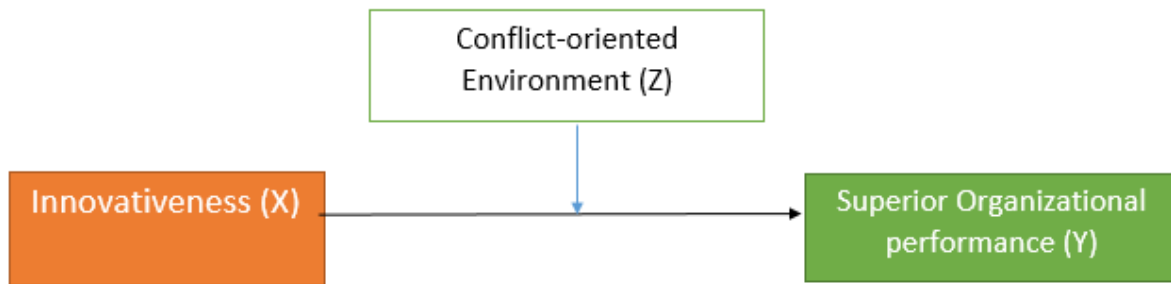 Conflict-oriented
Environment (Z)
Innovativeness (X)
Superior Organizational
performance (Y)